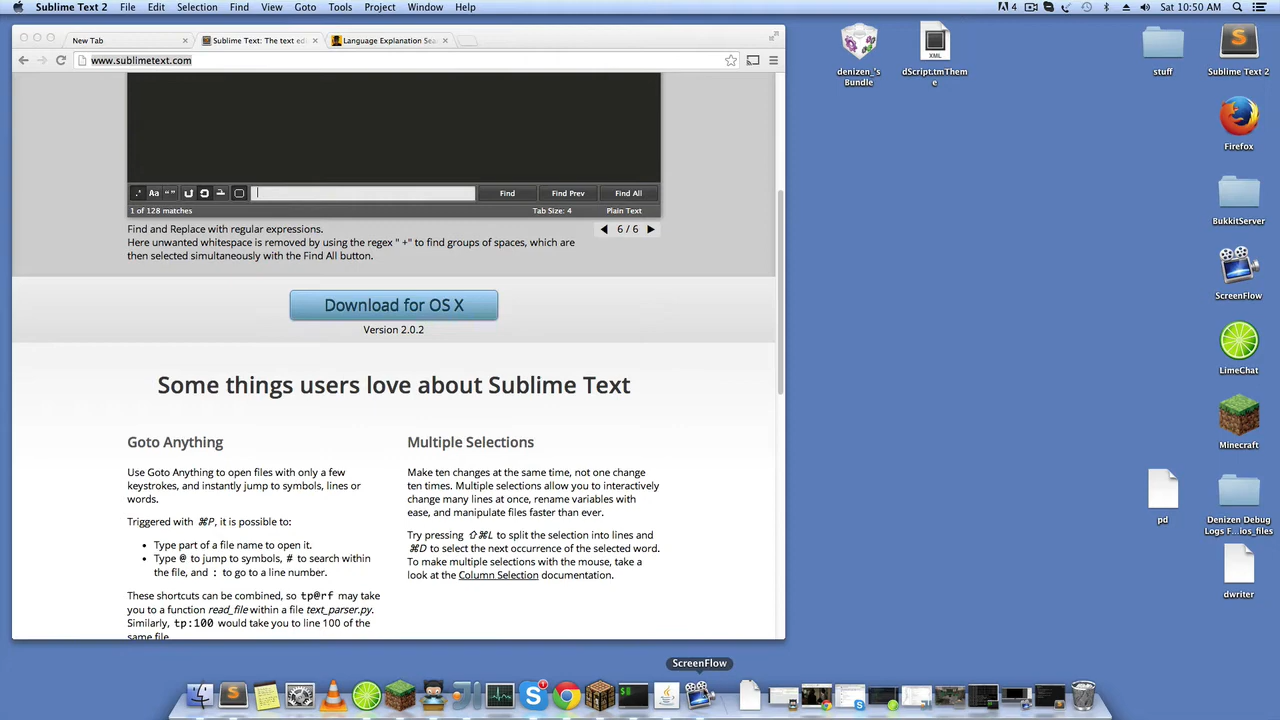 Sublime Text 2 File Edit Selection Find View Goto Tools Project Window Help
4 Sat 10:50 AM
New Tab
Sublime Text: The text ed
Language Explanation Sea
www.sublimetext.com
.* Aa “ ” Find Find Prev Find All
1 of 128 matches Tab Size: 4 Plain Text
Find and Replace with regular expressions.
6 / 6
Here unwanted whitespace is removed by using the regex " +" to find groups of spaces, which are
then selected simultaneously with the Find All button.
Download for OS X
Version 2.0.2
Some things users love about Sublime Text
Goto Anything
Use Goto Anything to open files with only a few
keystrokes, and instantly jump to symbols, lines or
words.
Triggered with ⌘P, it is possible to:
• Type part of a file name to open it.
• Type @ to jump to symbols, # to search within
the file, and : to go to a line number.
These shortcuts can be combined, so tp@rf may take
you to a function read_file within a file text_parser.py.
Similarly, tp:100 would take you to line 100 of the
same file.
Multiple Selections
Make ten changes at the same time, not one change
ten times. Multiple selections allow you to interactively
change many lines at once, rename variables with
ease, and manipulate files faster than ever.
Try pressing ⇧⌘L to split the selection into lines and
⌘D to select the next occurrence of the selected word.
To make multiple selections with the mouse, take a
look at the Column Selection documentation.
denizen_'s
Bundle
XML
dScript.tmThem
e
stuff
Sublime Text 2
Firefox
BukkitServer
ScreenFlow
LimeChat
Minecraft
pd
Denizen Debug
Logs F...ios_files
dwriter
ScreenFlow